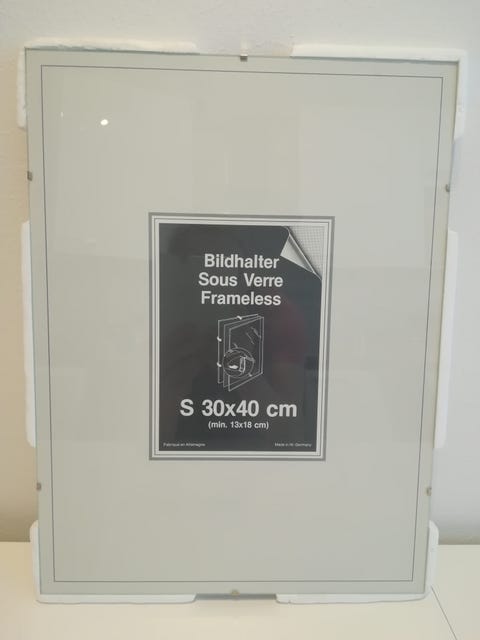 Bildhalter
Sous Verre
Frameless
S 30x40 cm
(min. 13x18 cm)
Fabriqué en Allemagne
Made in W. Germany